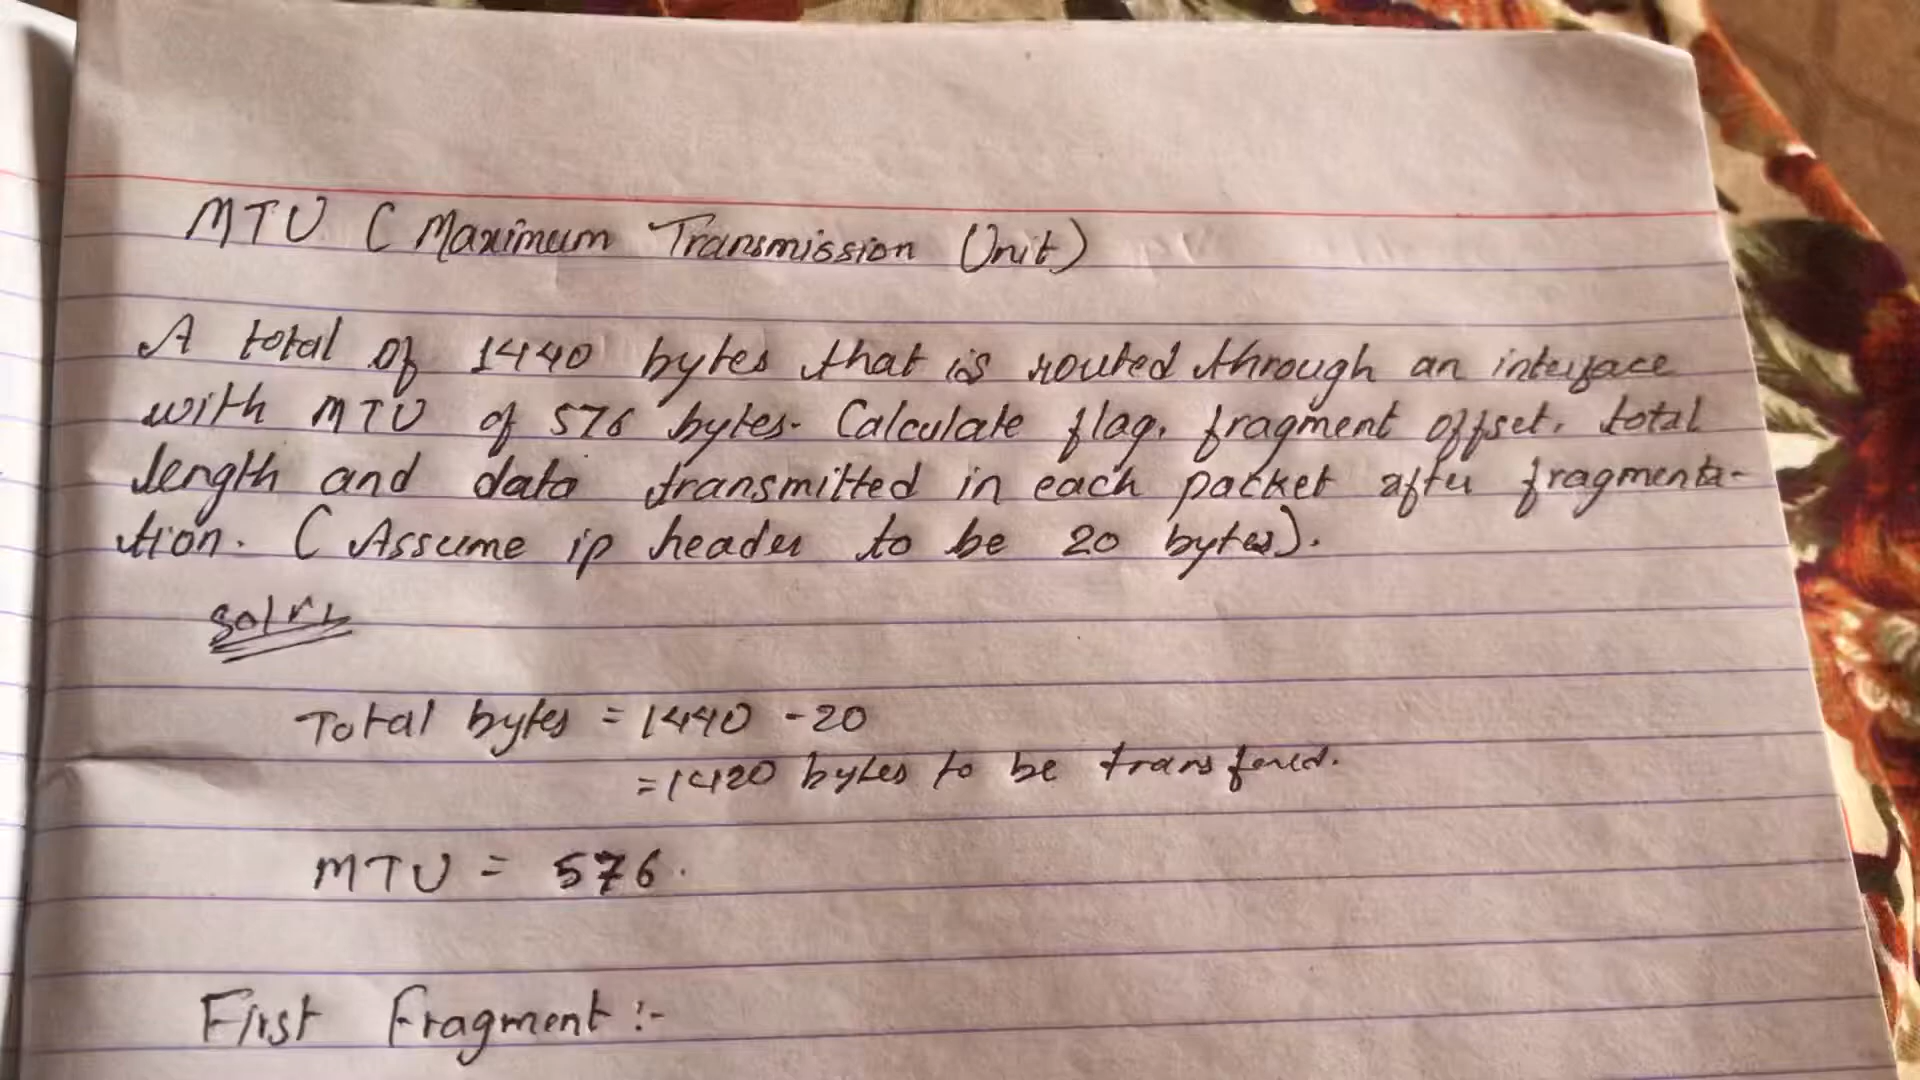 MTU ( Maximum Transmission Unit)
A total of 1440 bytes that is routed through an interface
with MTU of 576 bytes. Calculate flag, fragment offset, total
length and data transmitted in each packet after fragmenta-
tion. ( Assume ip header to be 20 bytes).
Soln
Total bytes = 1440 - 20
= 1420 bytes to be transfered.
MTU = 576.
First Fragment :-